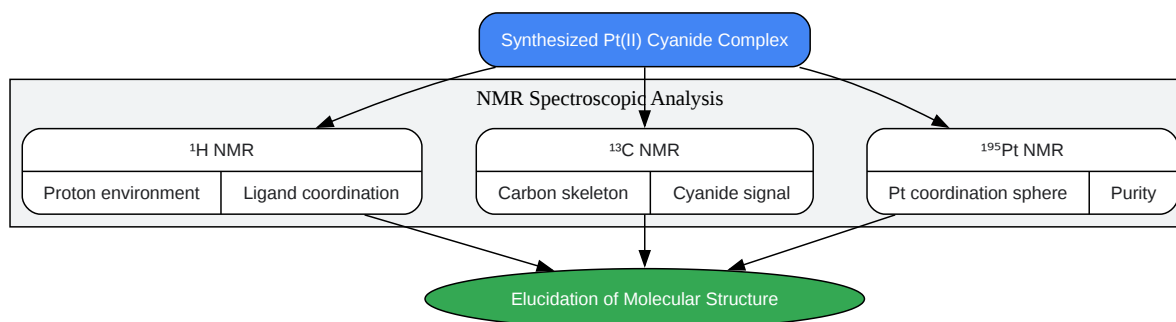 Synthesized Pt(II) Cyanide Complex
NMR Spectroscopic Analysis
¹H NMR
Proton environment
Ligand coordination
¹³C NMR
Carbon skeleton
Cyanide signal
¹⁹⁵Pt NMR
Pt coordination sphere
Purity
Elucidation of Molecular Structure